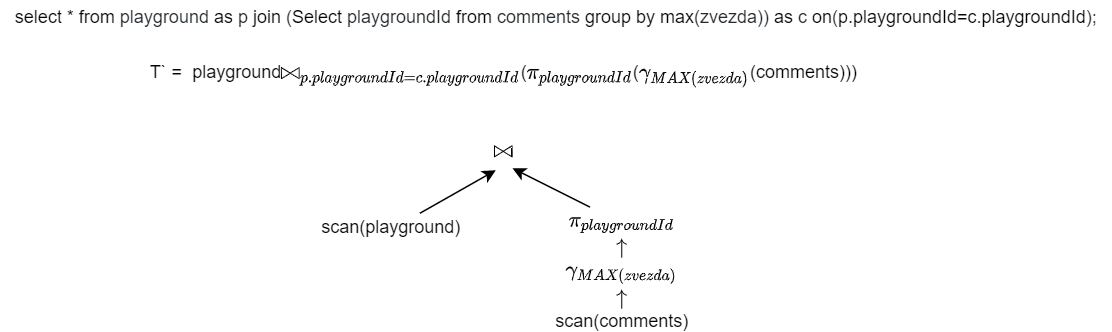 select * from playground as p join (Select playgroundId from comments group by max(zvezda)) as c on(p.playgroundId=c.playgroundId);
T` = playground⋈p.playgroundId=c.playgroundId(πplaygroundId(γMAX(zvezda)(comments)))
⋈
scan(playground)
πplaygroundId
↑
γMAX(zvezda)
↑
scan(comments)